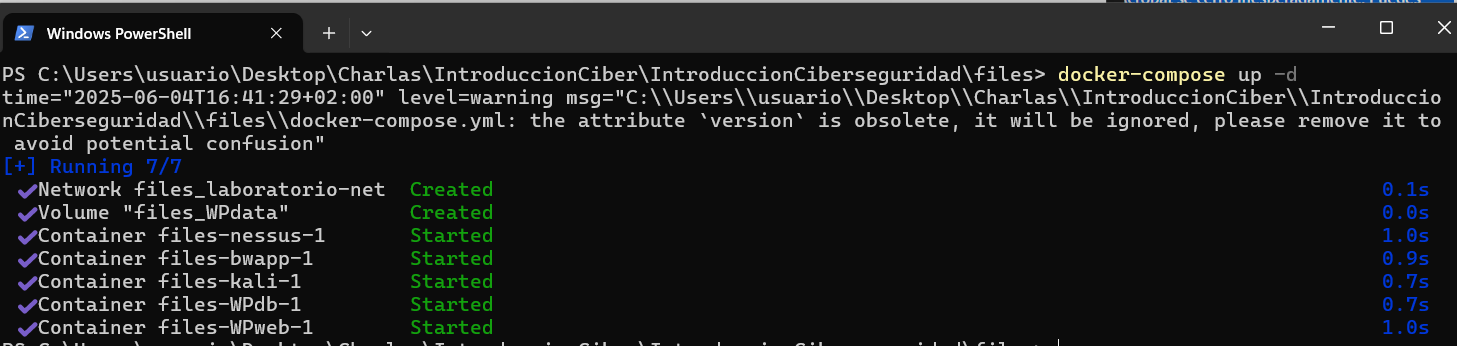 Windows PowerShell
PS C:\Users\usuario\Desktop\Charlas\IntroduccionCiber\IntroduccionCiberseguridad\files> docker-compose up -d
time="2025-06-04T16:41:29+02:00" level=warning msg="C:\\Users\\usuario\\Desktop\\Charlas\\IntroduccionCiber\\Introduccio
nCiberseguridad\\files\\docker-compose.yml: the attribute `version` is obsolete, it will be ignored, please remove it to
 avoid potential confusion"
[+] Running 7/7
✔Network files_laboratorio-net Created 0.1s
✔Volume "files_WPdata" Created 0.0s
✔Container files-nessus-1 Started 1.0s
✔Container files-bwapp-1 Started 0.9s
✔Container files-kali-1 Started 0.7s
✔Container files-WPdb-1 Started 0.7s
✔Container files-WPweb-1 Started 1.0s